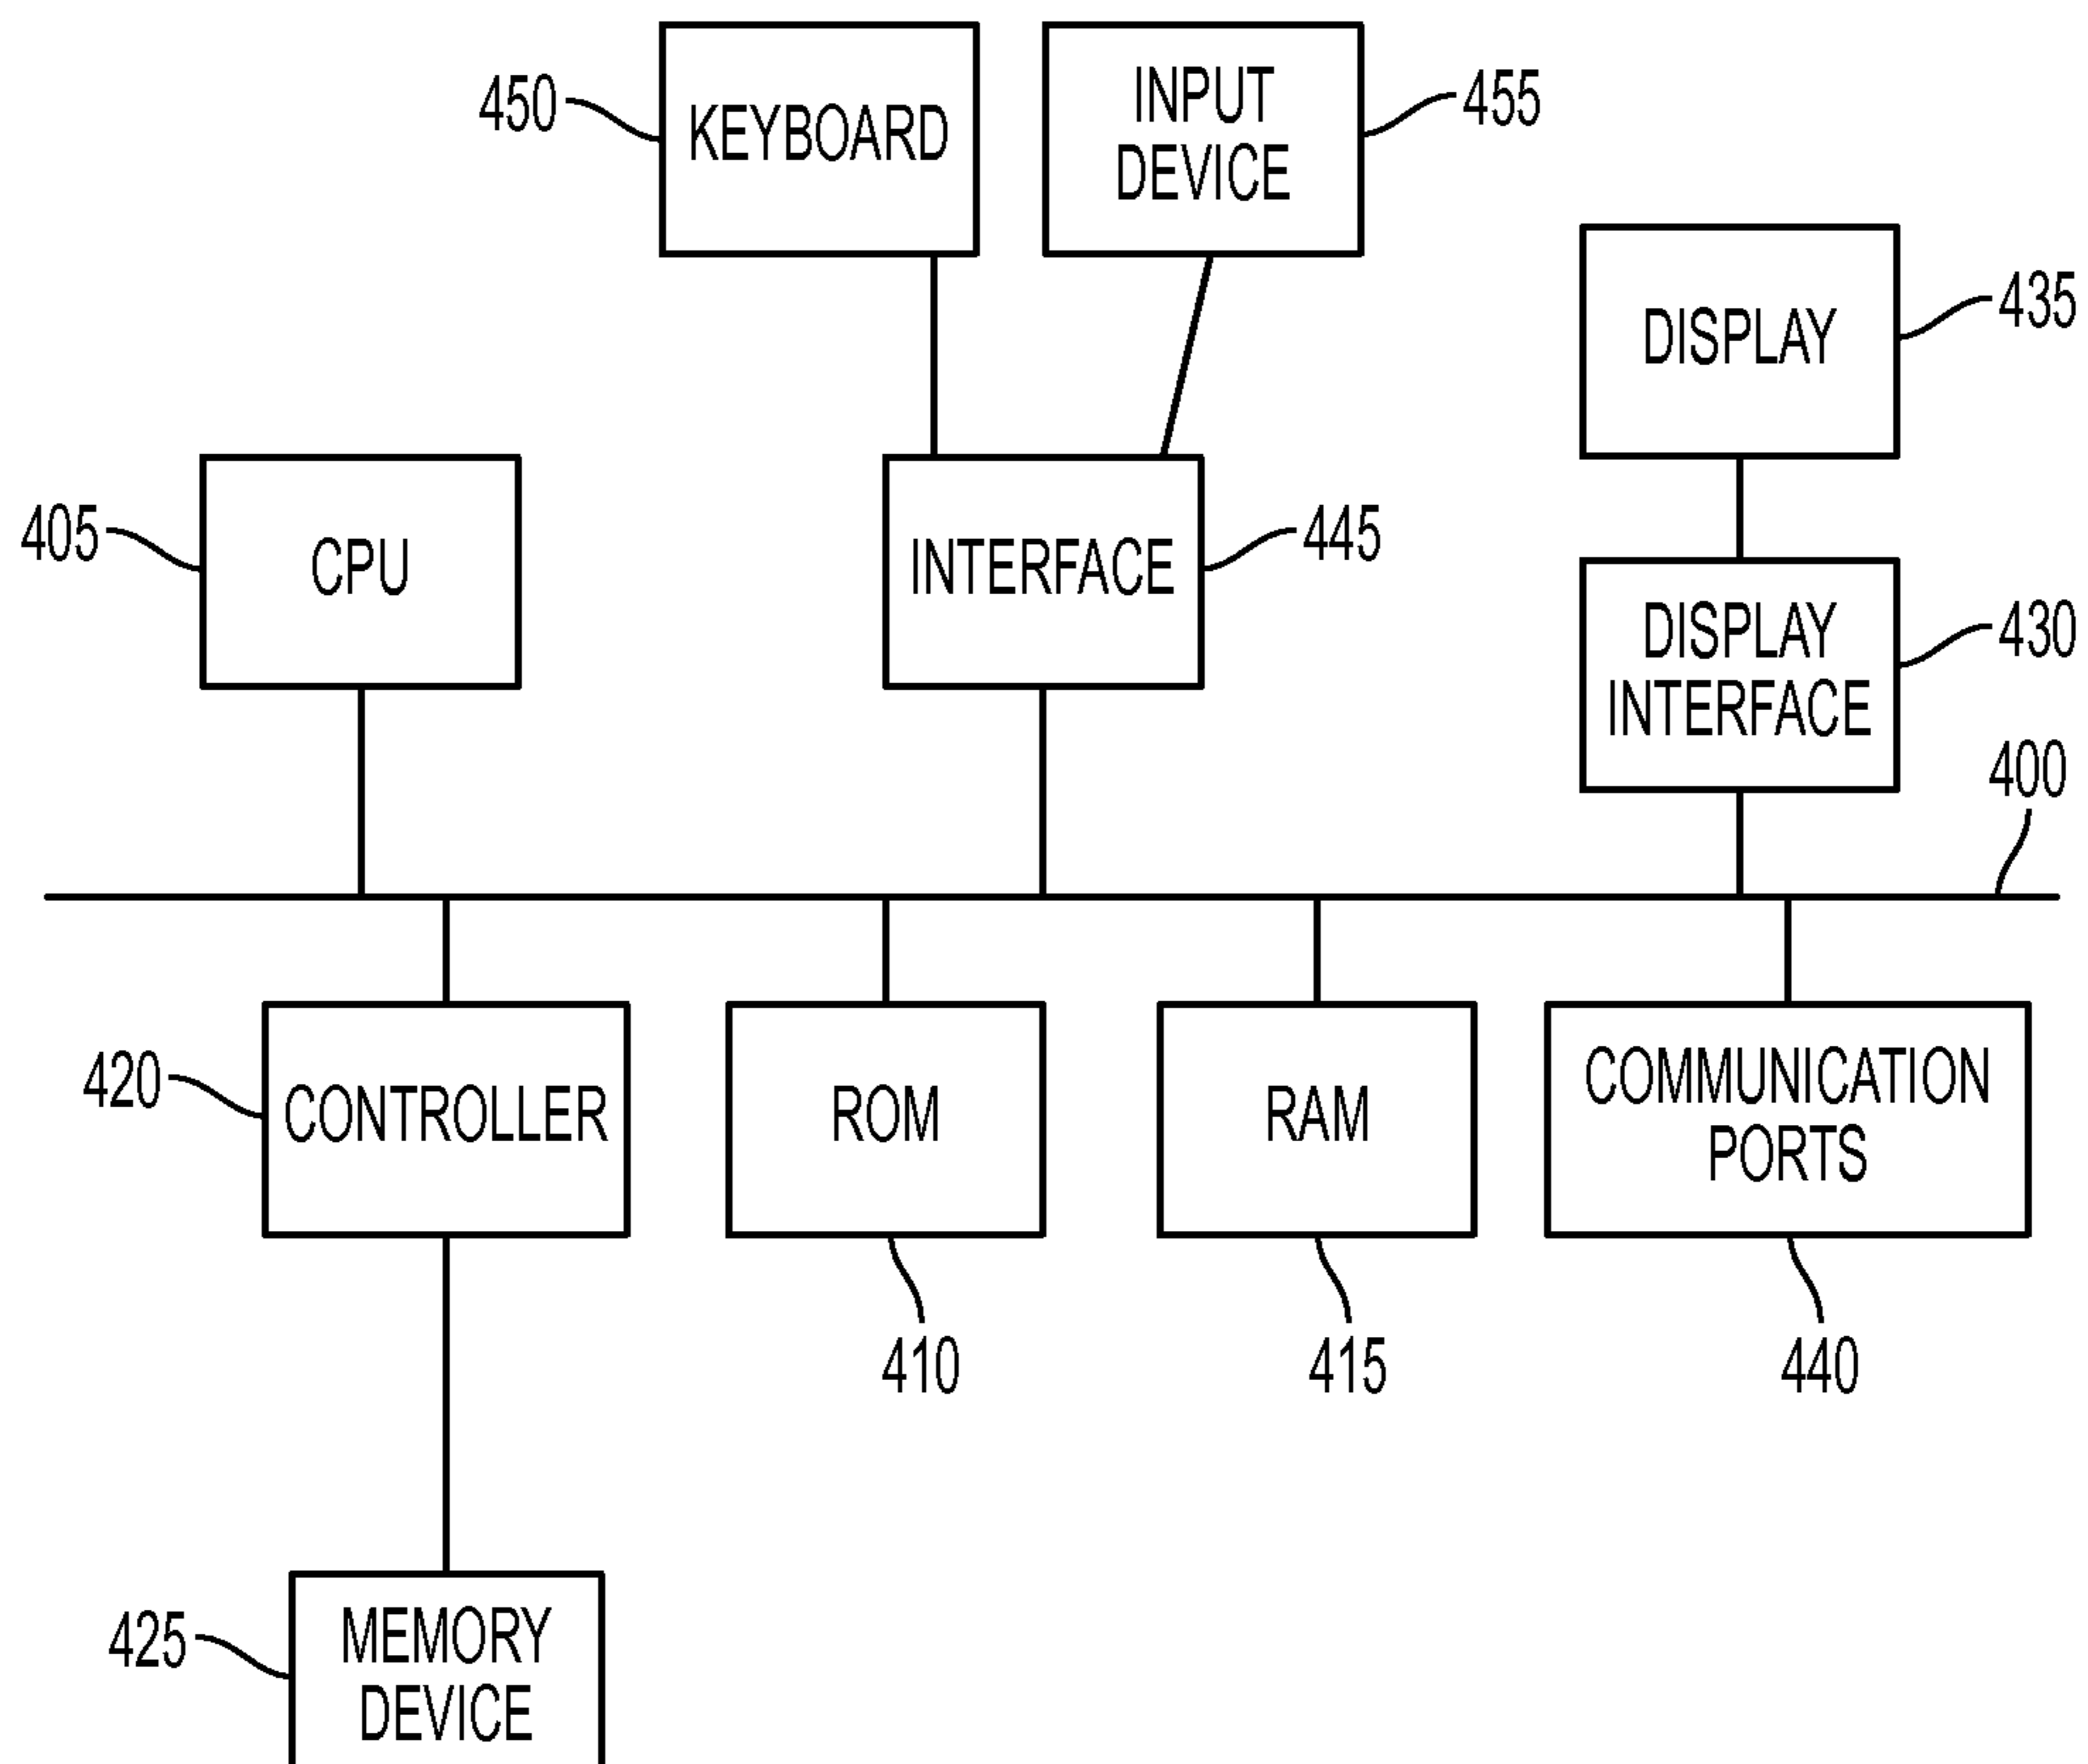 450
KEYBOARD
INPUT
DEVICE
455
DISPLAY
435
405
CPU
INTERFACE
445
DISPLAY
INTERFACE
430
400
420
CONTROLLER
ROM
RAM
COMMUNICATION
PORTS
410
415
440
425
MEMORY
DEVICE